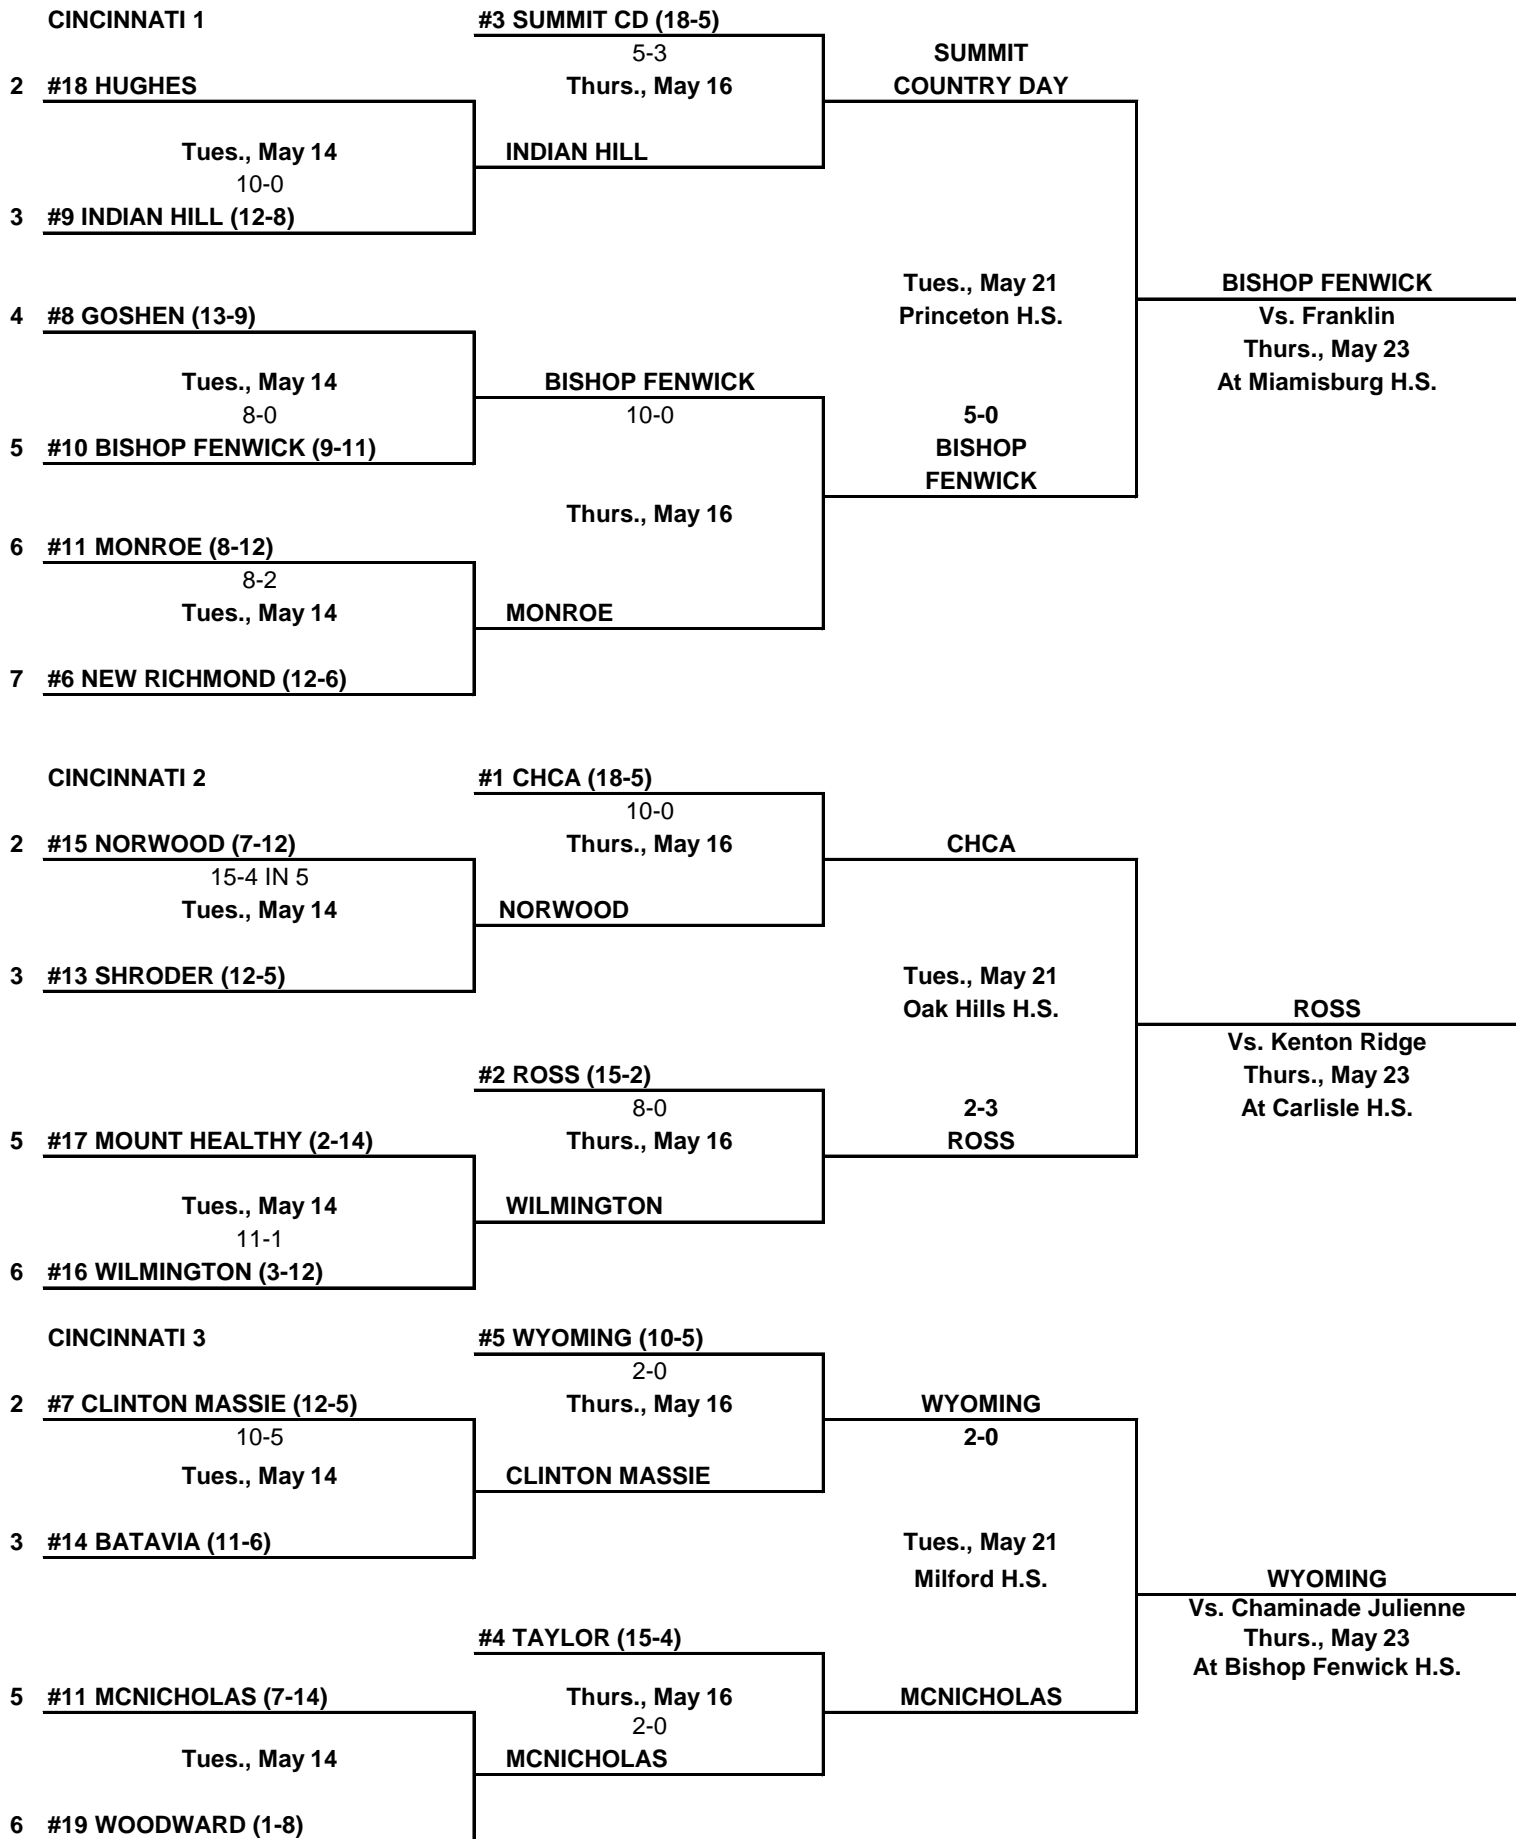 CINCINNATI 1
#3 SUMMIT CD (18-5)
5-3
SUMMIT
2 #18 HUGHES
Thurs., May 16
COUNTRY DAY
Tues., May 14
INDIAN HILL
10-0
3 #9 INDIAN HILL (12-8)
Tues., May 21
BISHOP FENWICK
4 #8 GOSHEN (13-9)
Princeton H.S.
Vs. Franklin
Thurs., May 23
Tues., May 14
BISHOP FENWICK
At Miamisburg H.S.
8-0
10-0
5-0
5 #10 BISHOP FENWICK (9-11)
BISHOP
FENWICK
Thurs., May 16
6 #11 MONROE (8-12)
8-2
Tues., May 14
MONROE
7 #6 NEW RICHMOND (12-6)
CINCINNATI 2
#1 CHCA (18-5)
10-0
2 #15 NORWOOD (7-12)
Thurs., May 16
CHCA
15-4 IN 5
Tues., May 14
NORWOOD
3 #13 SHRODER (12-5)
Tues., May 21
Oak Hills H.S.
ROSS
Vs. Kenton Ridge
#2 ROSS (15-2)
Thurs., May 23
8-0
2-3
At Carlisle H.S.
5 #17 MOUNT HEALTHY (2-14)
Thurs., May 16
ROSS
Tues., May 14
WILMINGTON
11-1
6 #16 WILMINGTON (3-12)
CINCINNATI 3
#5 WYOMING (10-5)
2-0
2 #7 CLINTON MASSIE (12-5)
Thurs., May 16
WYOMING
10-5
2-0
Tues., May 14
CLINTON MASSIE
3 #14 BATAVIA (11-6)
Tues., May 21
Milford H.S.
WYOMING
Vs. Chaminade Julienne
#4 TAYLOR (15-4)
Thurs., May 23
At Bishop Fenwick H.S.
5 #11 MCNICHOLAS (7-14)
Thurs., May 16
MCNICHOLAS
2-0
Tues., May 14
MCNICHOLAS
6 #19 WOODWARD (1-8)